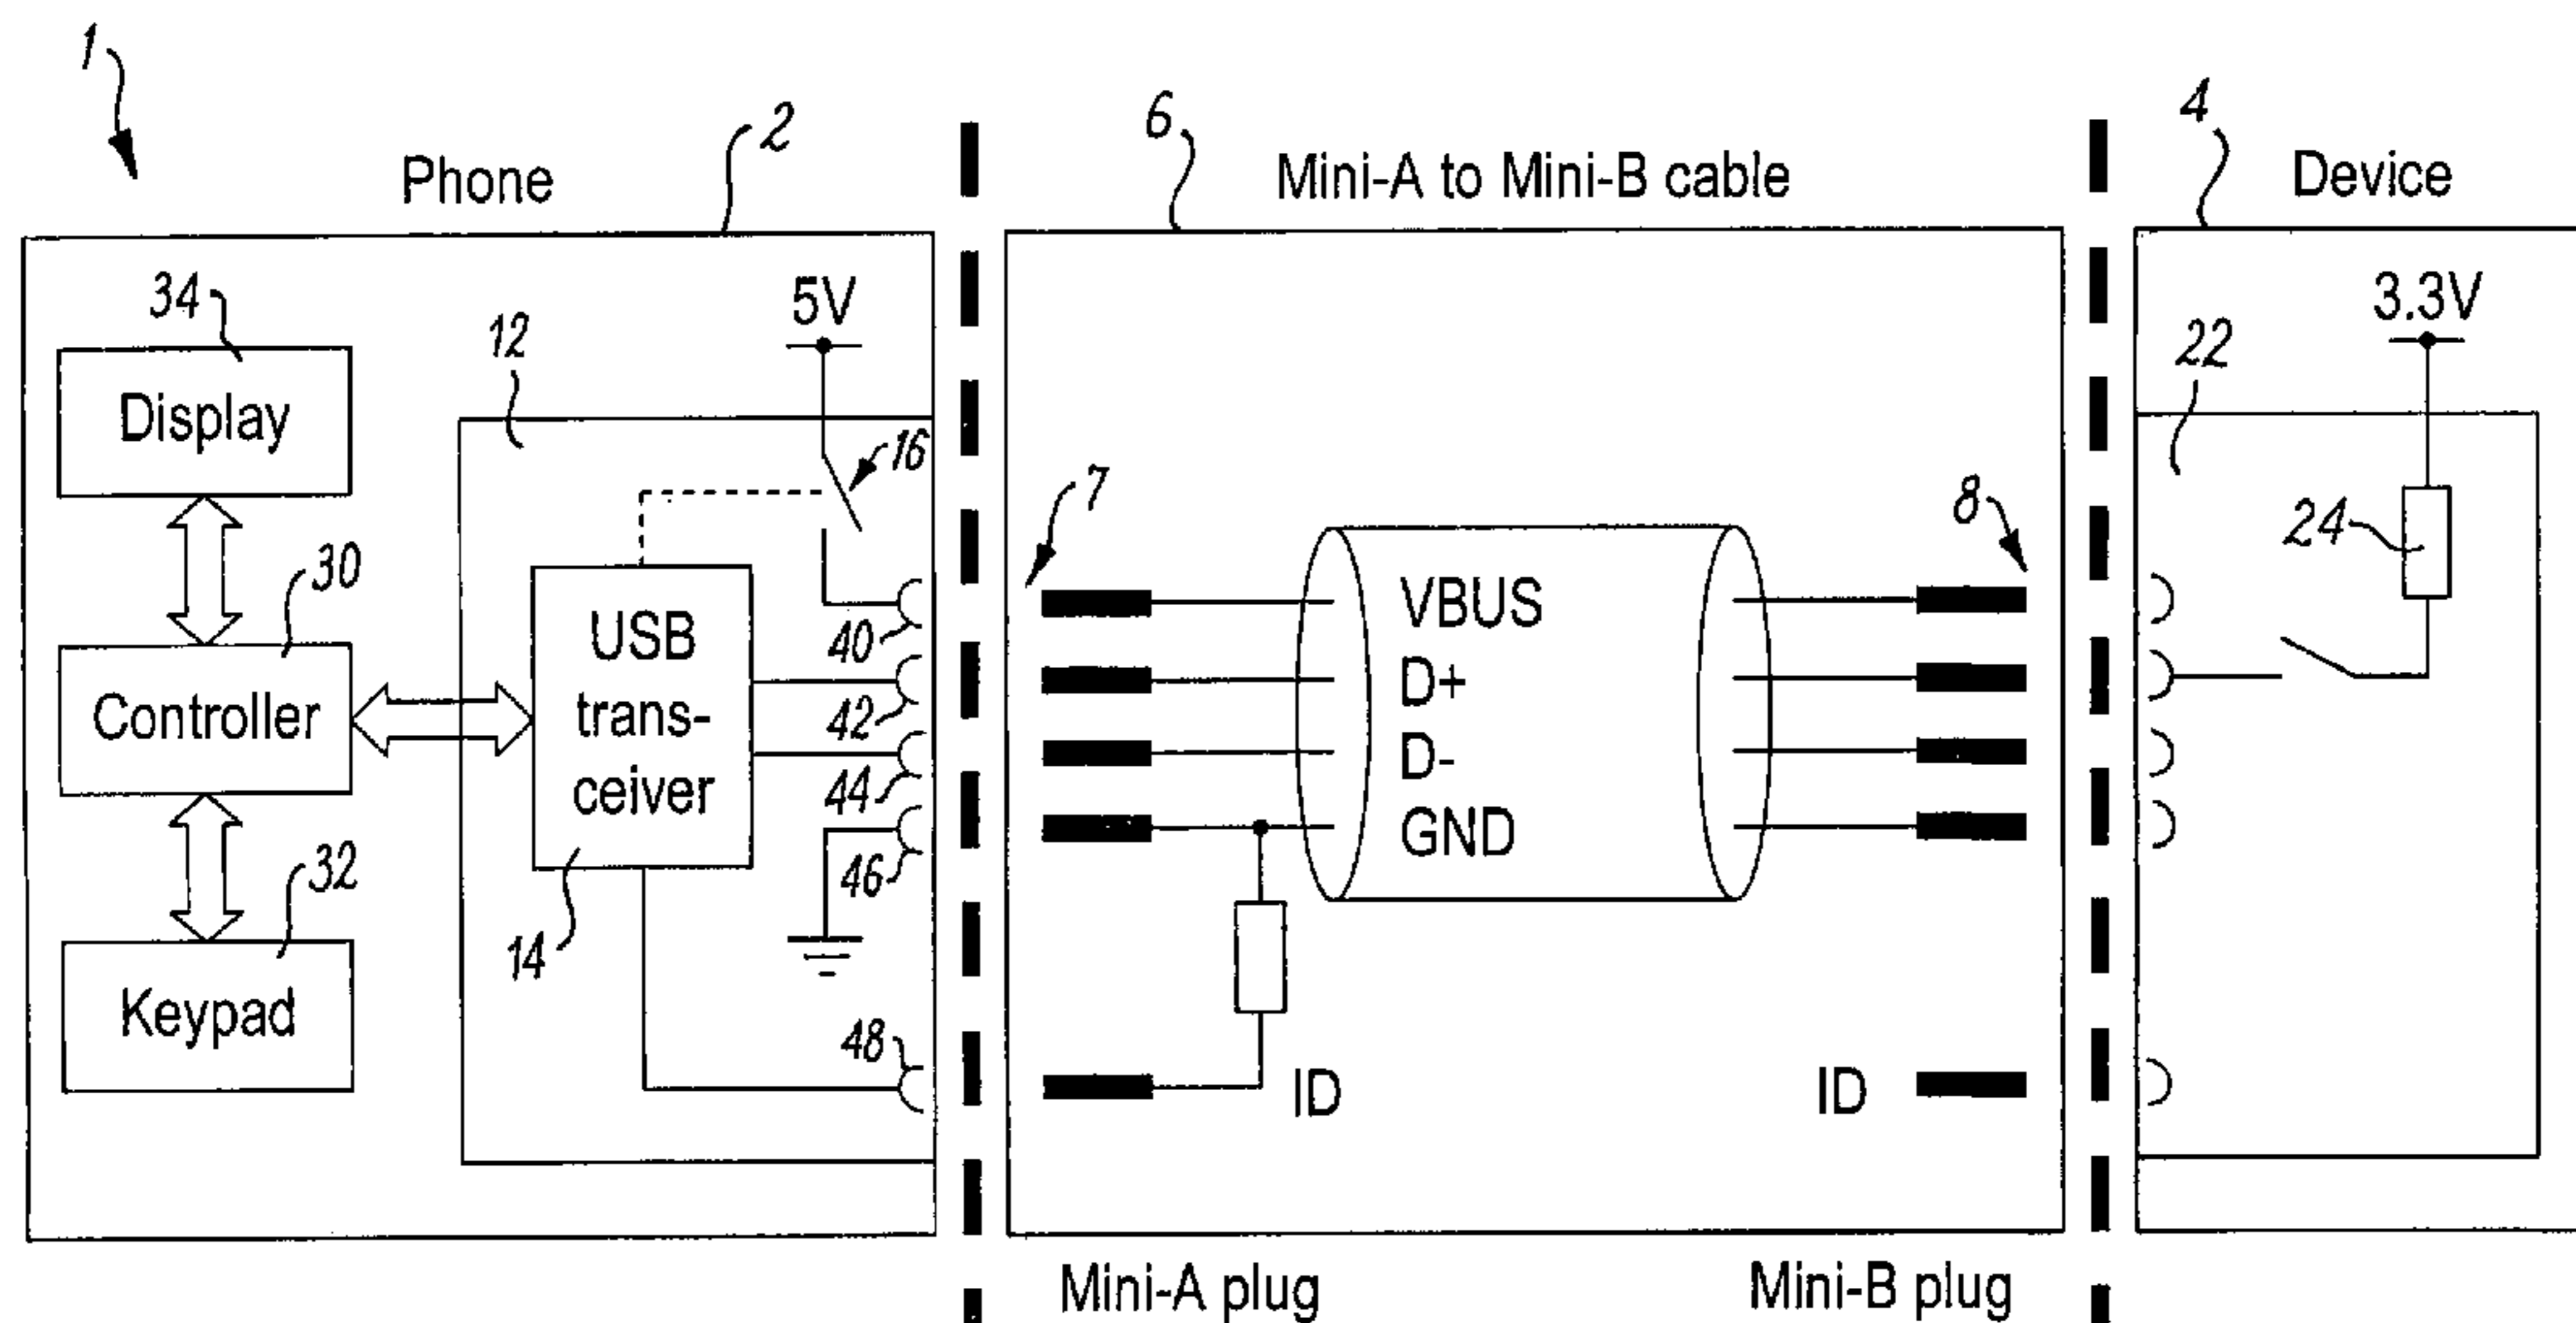 1
Phone
2
6
Mini-A to Mini-B cable
4
Device
34
12
5V
3.3V
22
Display
16
7
8
24
30
USB
trans-
ceiver
40
VBUS
Controller
42
D+
44
D-
46
GND
32
14
Keypad
48
ID
ID
Mini-A plug
Mini-B plug